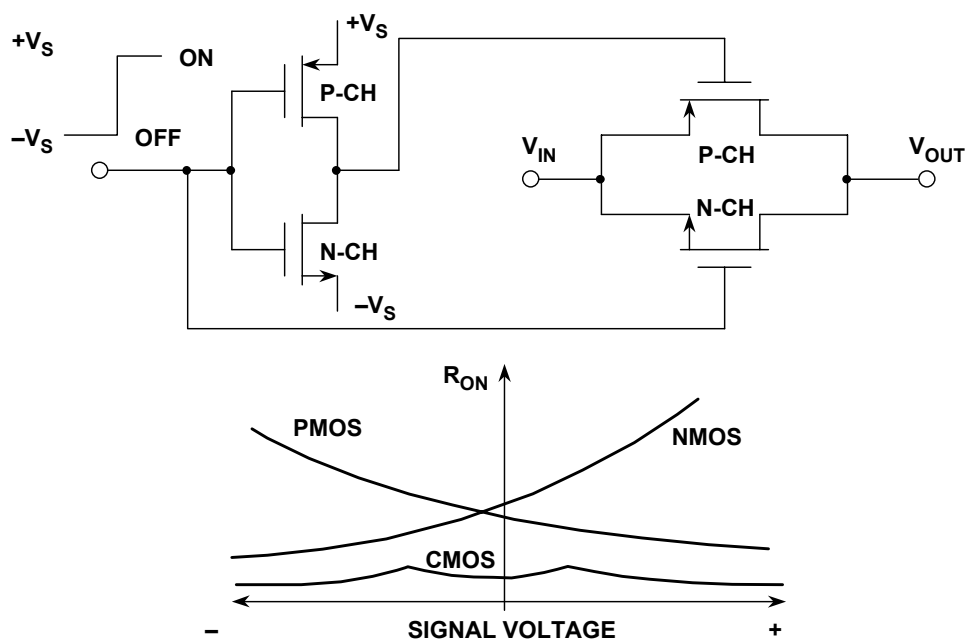 +VS
+VS
ON
P-CH
–VS
OFF
VIN
P-CH
VOUT
N-CH
N-CH
–VS
RON
PMOS
NMOS
CMOS
– SIGNAL VOLTAGE +